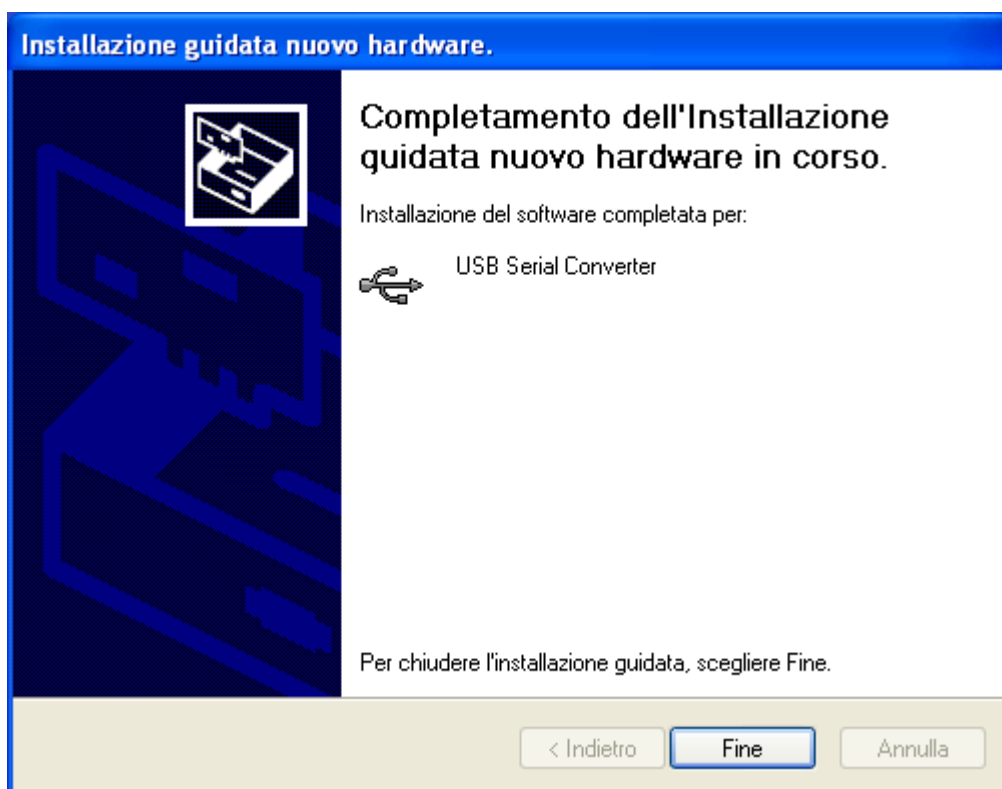 Installazione guidata nuovo hardware.
Completamento dell'Installazione
guidata nuovo hardware in corso.
Installazione del software completata per:
USB Serial Converter
Per chiudere l'installazione guidata, scegliere Fine.
< Indietro
Fine
Annulla